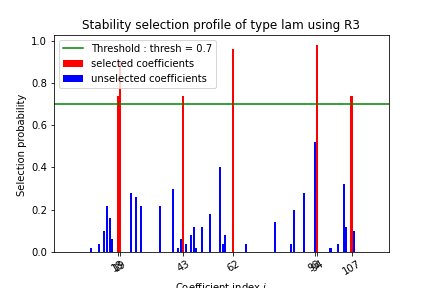 Stability selection profile of type lam using R3
Threshold : thresh = 0.7
selected coefficients
unselected coefficients
Selection probability
1.0
0.8
0.6
0.4
0.2
0.0
43
62
94
107
Coefficient index i